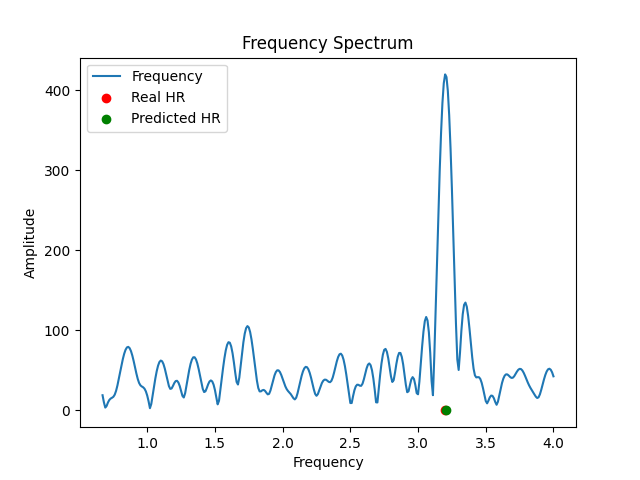 Frequency Spectrum
Frequency
Real HR
Predicted HR
400
300
200
100
0
Amplitude
1.0 1.5 2.0 2.5 3.0 3.5 4.0
Frequency